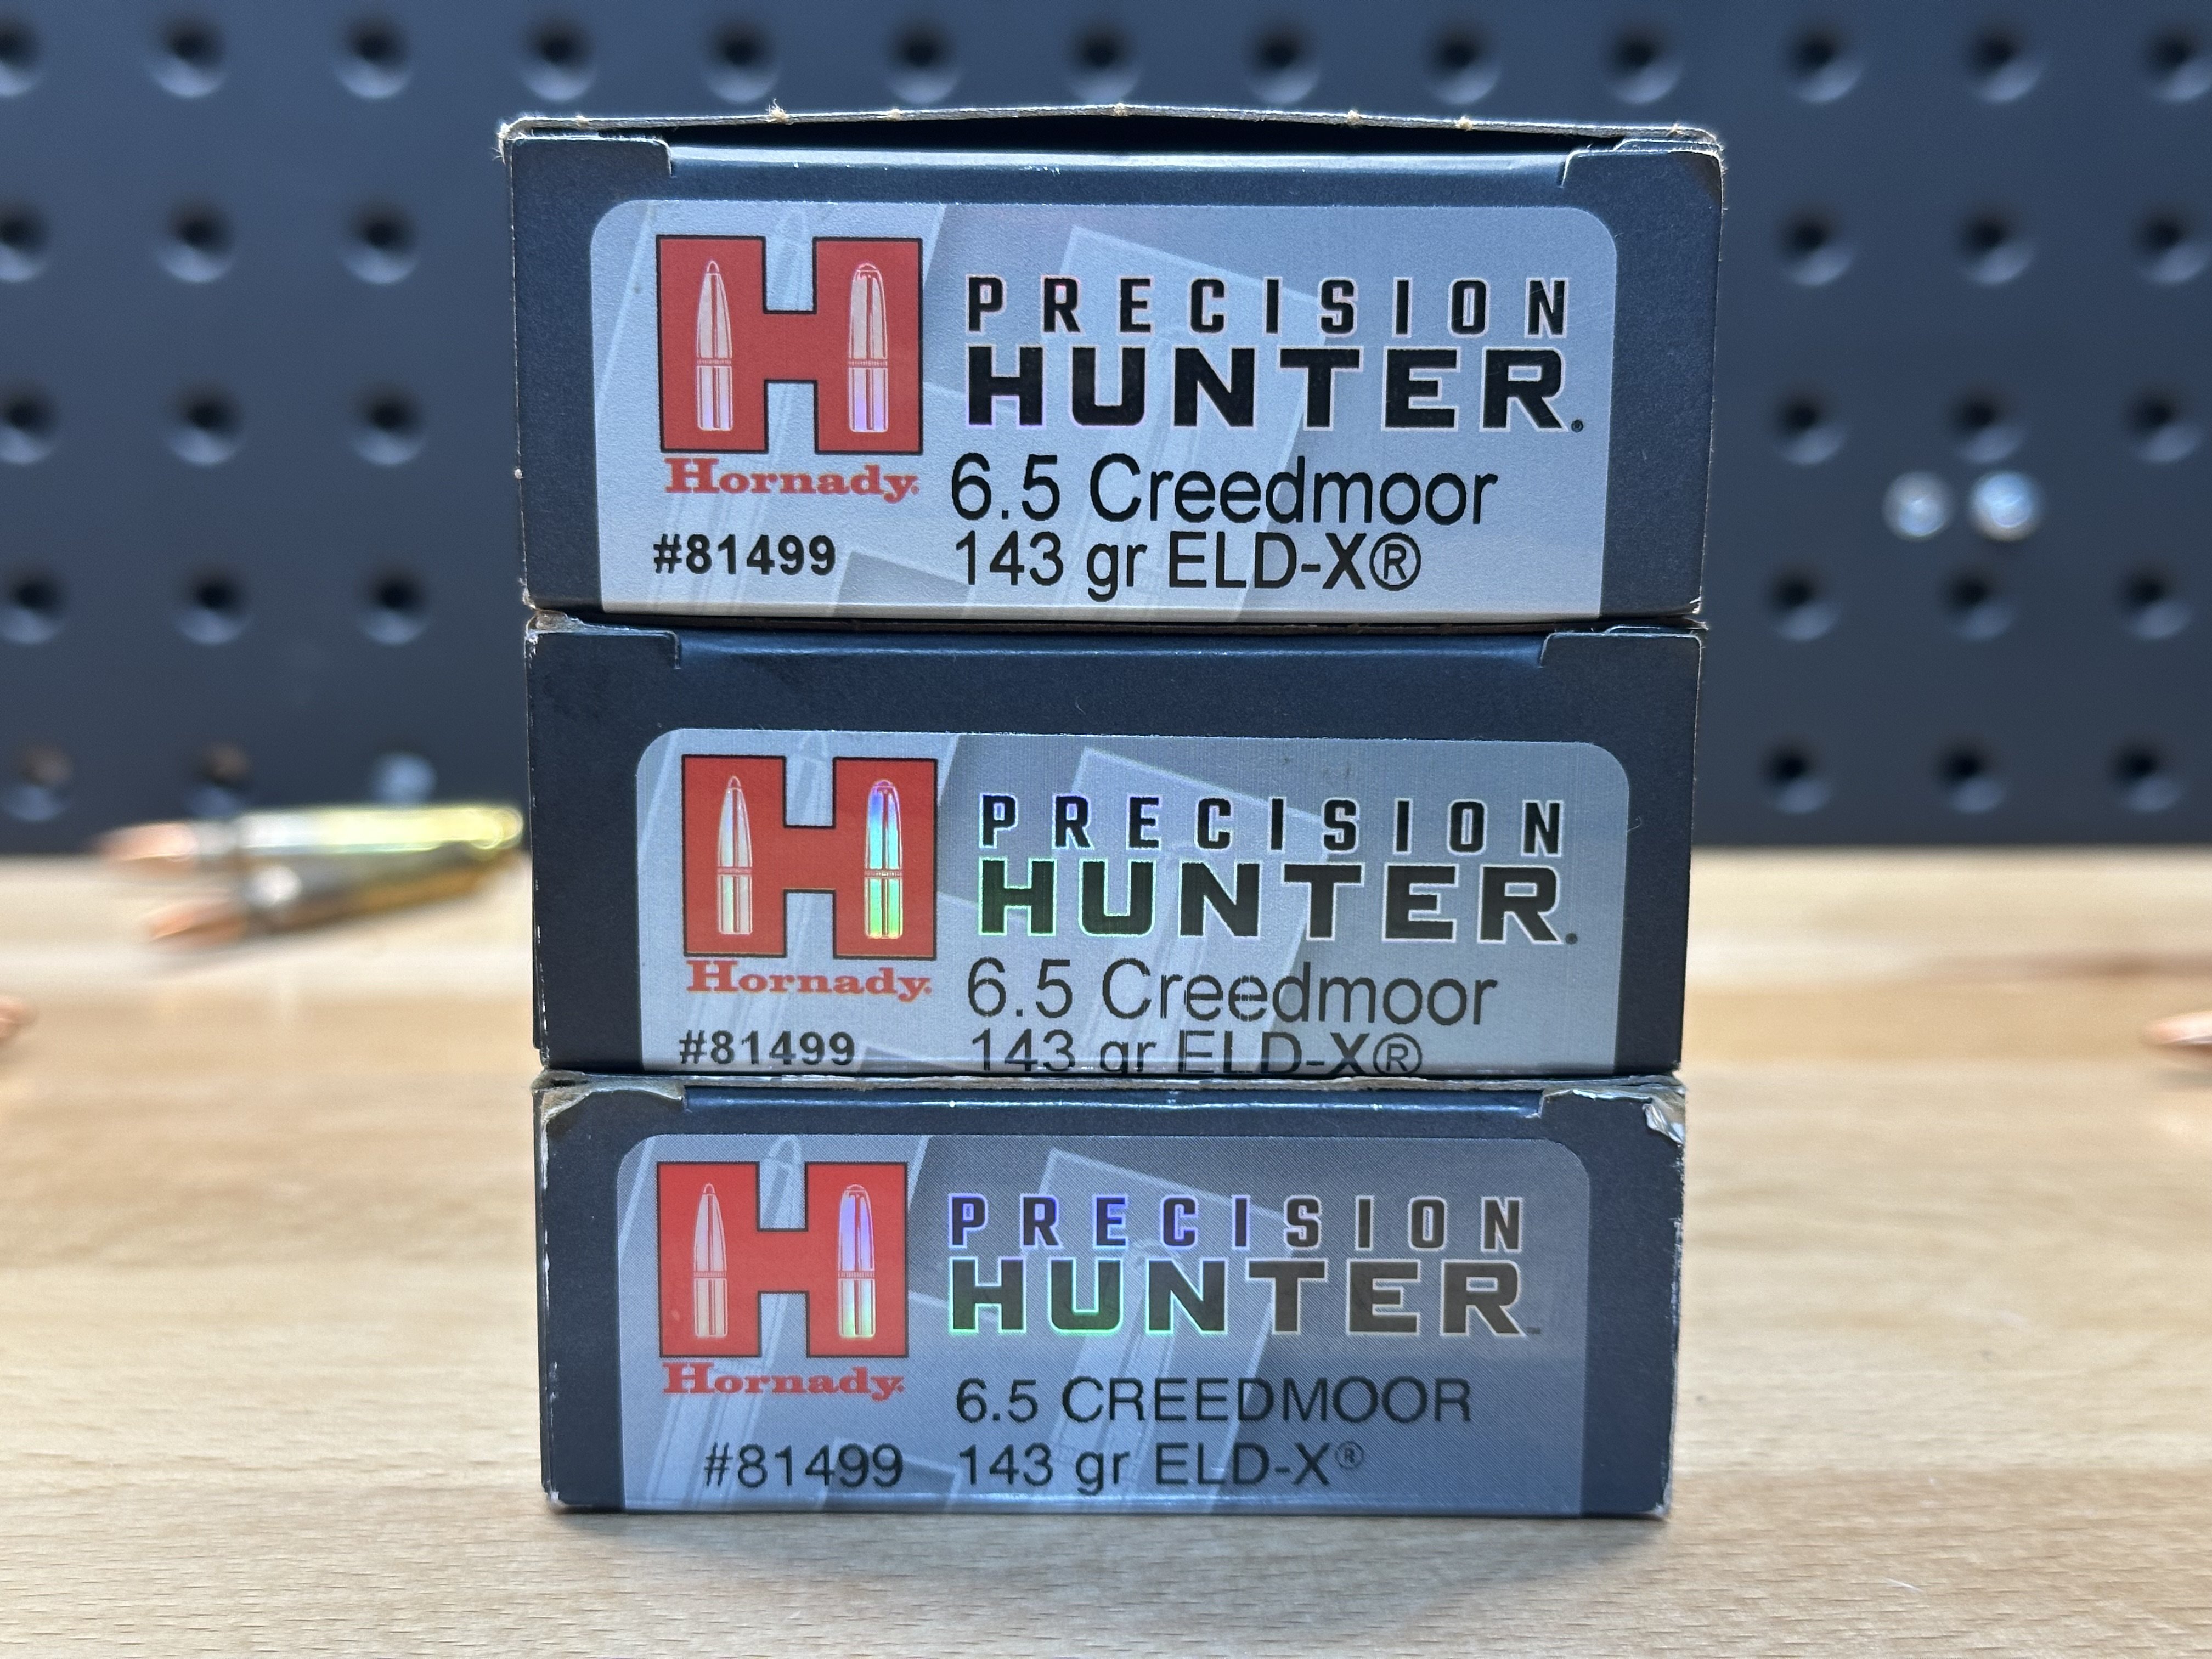 PRECISION
HUNTER®
Hornady®
6.5 Creedmoor
#81499
143 gr ELD-X®
PRECISION
HUNTER®
Hornady®
6.5 Creedmoor
#81499
143 gr ELD-X®
PRECISION
HUNTER™
Hornady®
6.5 CREEDMOOR
#81499
143 gr ELD-X®